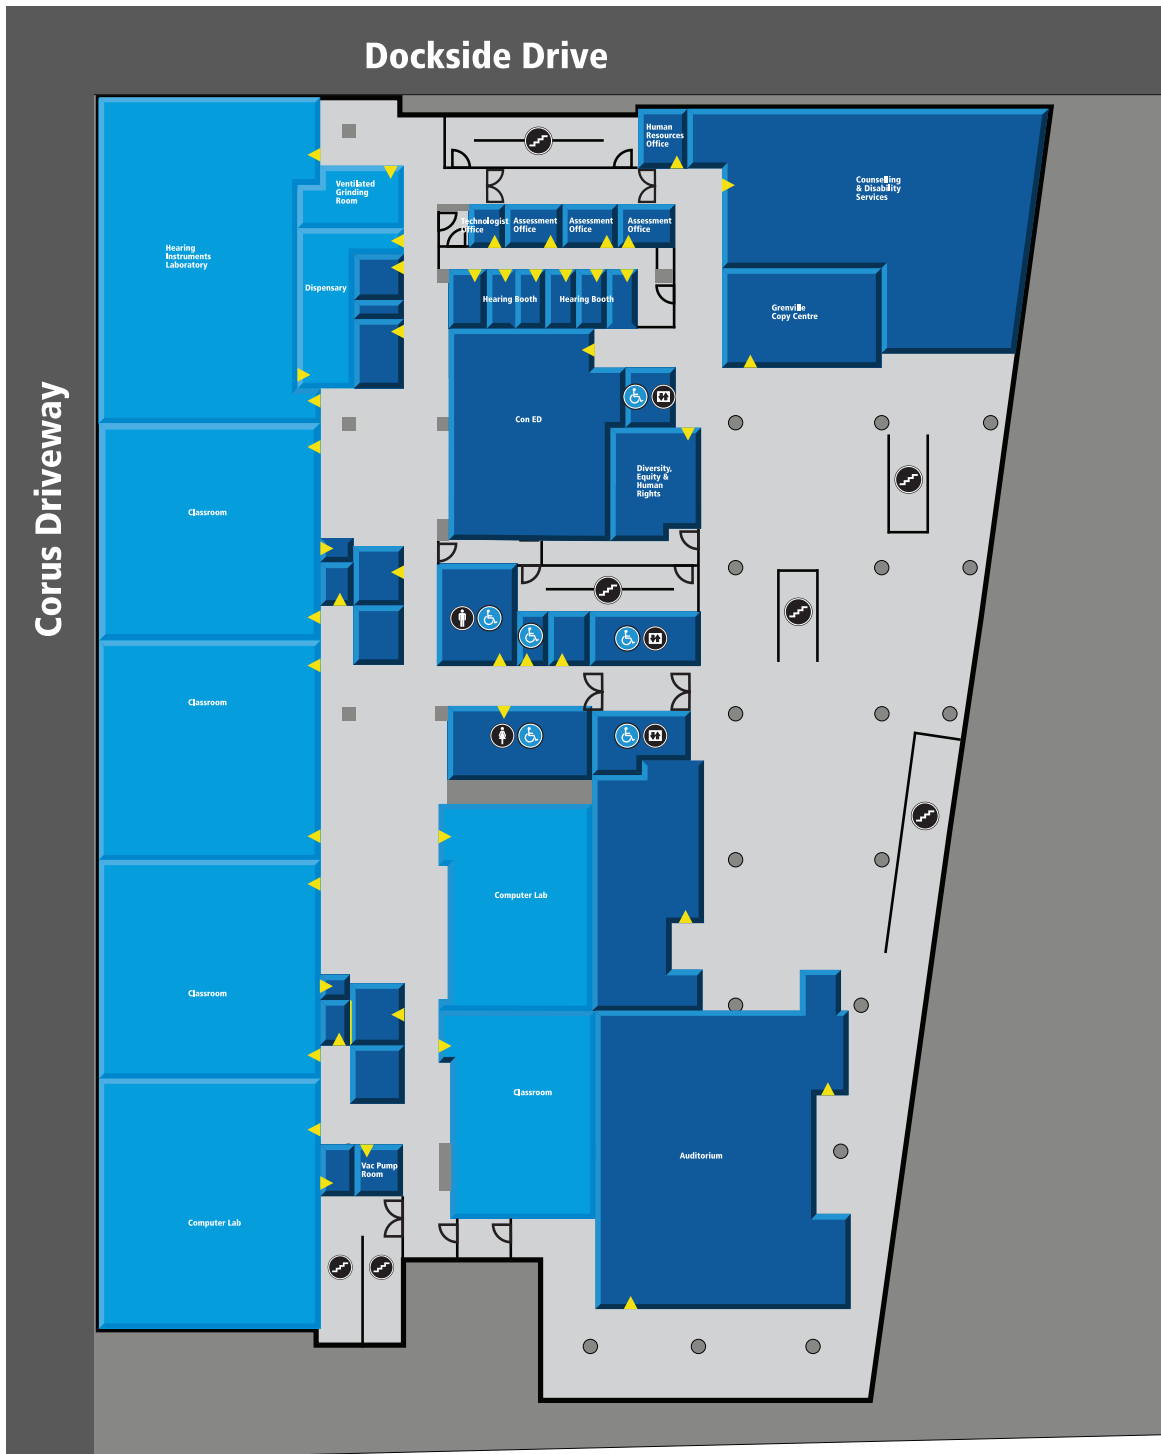 Dockside Drive
Corus Driveway
Human
Resources
Office
Counselling
& Disability
Services
Ventilated
Grinding
Room
Technologist
Office
Assessment
Office
Assessment
Office
Assessment
Office
Hearing
Instruments
Laboratory
Dispensary
Hearing Booth
Hearing Booth
Grenville
Copy Centre
Con ED
Diversity,
Equity &
Human
Rights
Classroom
Classroom
Computer Lab
Classroom
Classroom
Auditorium
Vac Pump
Room
Computer Lab